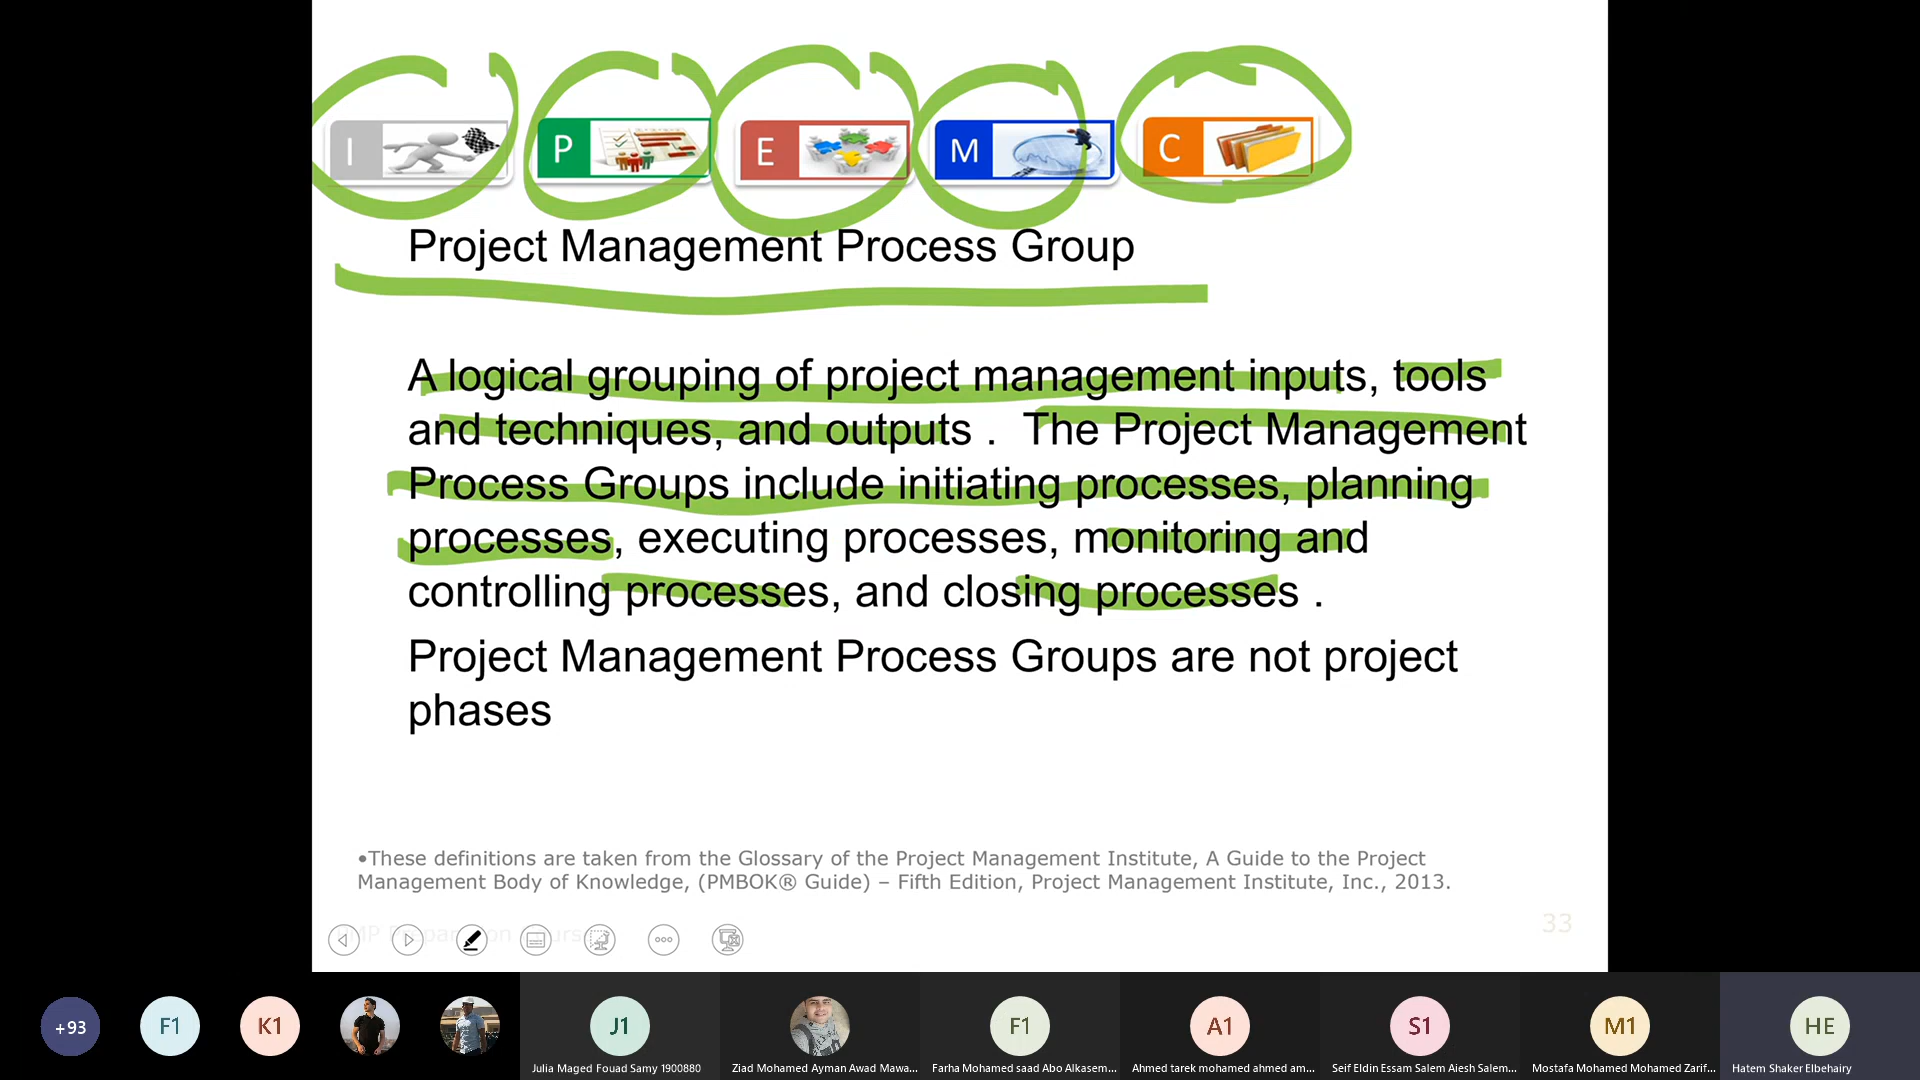 I P E M C
Project Management Process Group
A logical grouping of project management inputs, tools
and techniques, and outputs . The Project Management
Process Groups include initiating processes, planning
processes, executing processes, monitoring and
controlling processes, and closing processes .
Project Management Process Groups are not project
phases
•These definitions are taken from the Glossary of the Project Management Institute, A Guide to the Project
Management Body of Knowledge, (PMBOK® Guide) – Fifth Edition, Project Management Institute, Inc., 2013.
33
+93 F1 K1 J1 F1 A1 S1 M1 HE
Julia Maged Fouad Samy 1900880 Ziad Mohamed Ayman Awad Mawa... Farha Mohamed saad Abo Alkasem... Ahmed tarek mohamed ahmed am... Seif Eldin Essam Salem Aiesh Salem... Mostafa Mohamed Mohamed Zarif... Hatem Shaker Elbehairy